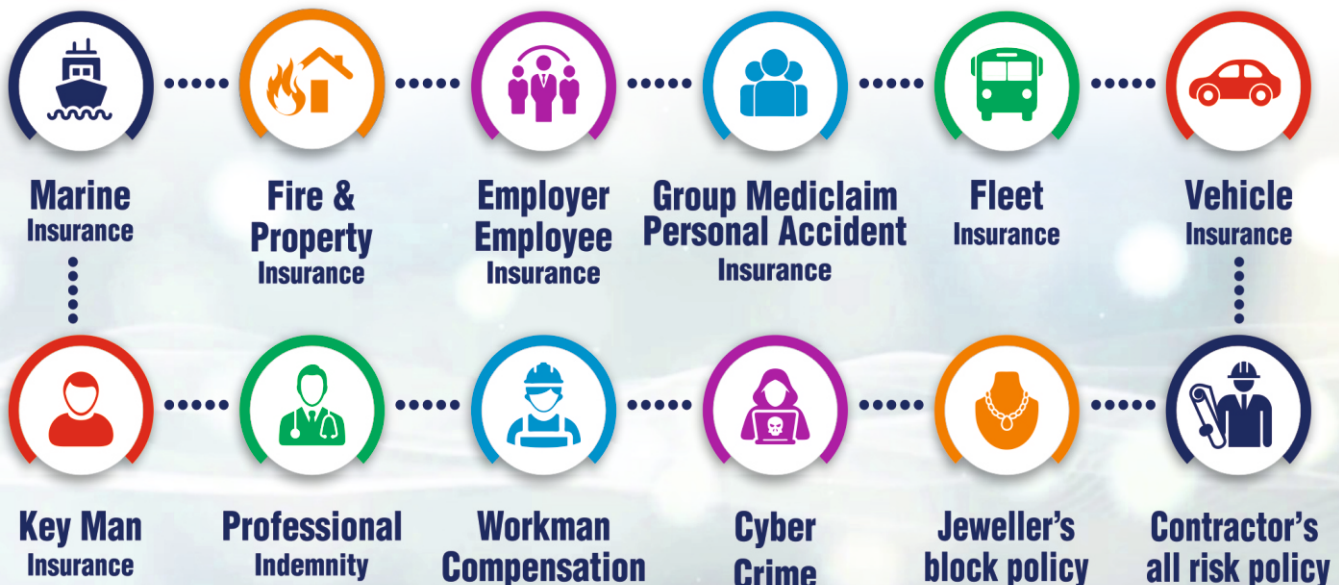 Marine
Insurance
Fire &
Property
Insurance
Employer
Employee
Insurance
Group Mediclaim
Personal Accident
Insurance
Fleet
Insurance
Vehicle
Insurance
Key Man
Insurance
Professional
Indemnity
Workman
Compensation
Cyber
Crime
Jeweller's
block policy
Contractor's
all risk policy